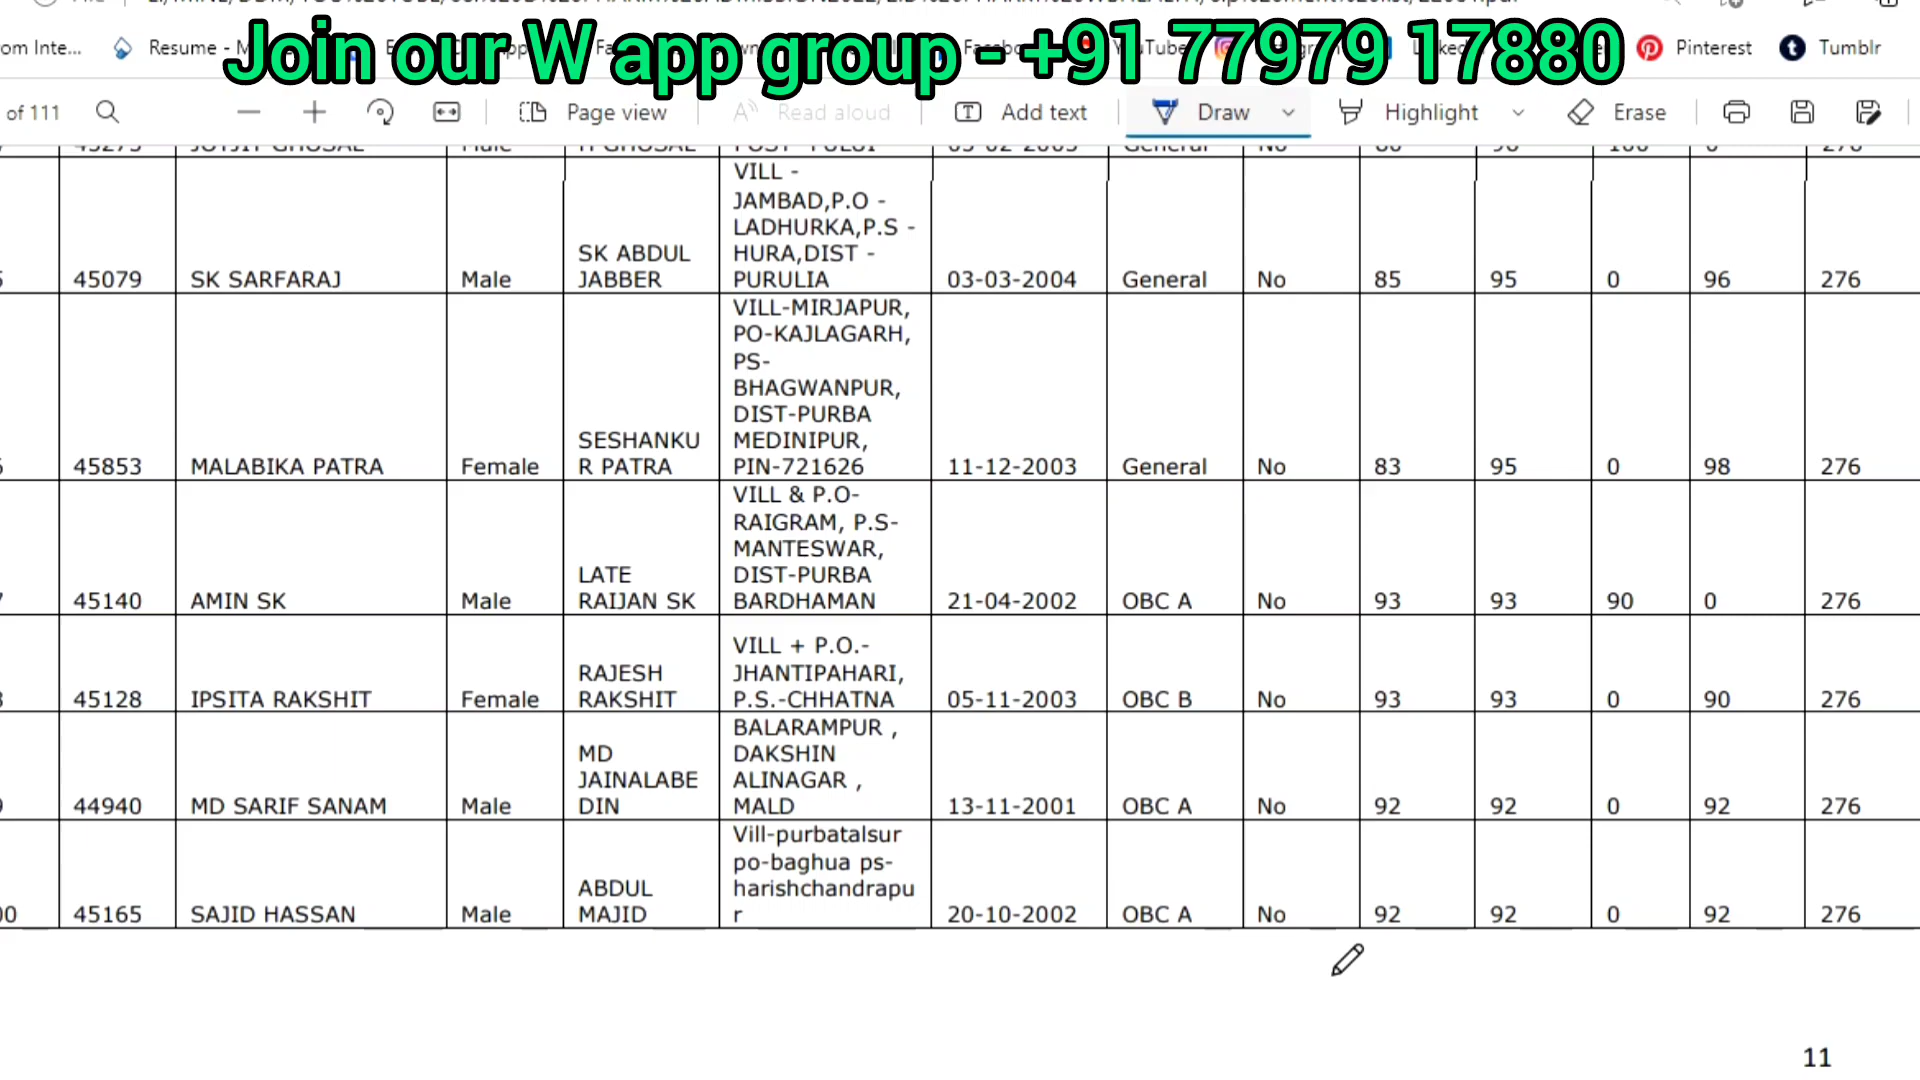 Join our W app group - +91 77979 17880
om Inte... Resume - M Pinterest Tumblr
of 111 Page view Read aloud Add text Draw Highlight Erase
VILL -
JAMBAD,P.O -
LADHURKA,P.S -
SK ABDUL HURA,DIST -
45079 SK SARFARAJ Male JABBER PURULIA 03-03-2004 General No 85 95 0 96 276
VILL-MIRJAPUR,
PO-KAJLAGARH,
PS-
BHAGWANPUR,
DIST-PURBA
SESHANKU MEDINIPUR,
45853 MALABIKA PATRA Female R PATRA PIN-721626 11-12-2003 General No 83 95 0 98 276
VILL & P.O-
RAIGRAM, P.S-
MANTESWAR,
LATE DIST-PURBA
45140 AMIN SK Male RAIJAN SK BARDHAMAN 21-04-2002 OBC A No 93 93 90 0 276
VILL + P.O.-
RAJESH JHANTIPAHARI,
45128 IPSITA RAKSHIT Female RAKSHIT P.S.-CHHATNA 05-11-2003 OBC B No 93 93 0 90 276
BALARAMPUR ,
MD DAKSHIN
JAINALABE ALINAGAR ,
44940 MD SARIF SANAM Male DIN MALD 13-11-2001 OBC A No 92 92 0 92 276
Vill-purbatalsur
po-baghua ps-
ABDUL harishchandrapu
00 45165 SAJID HASSAN Male MAJID r 20-10-2002 OBC A No 92 92 0 92 276
11